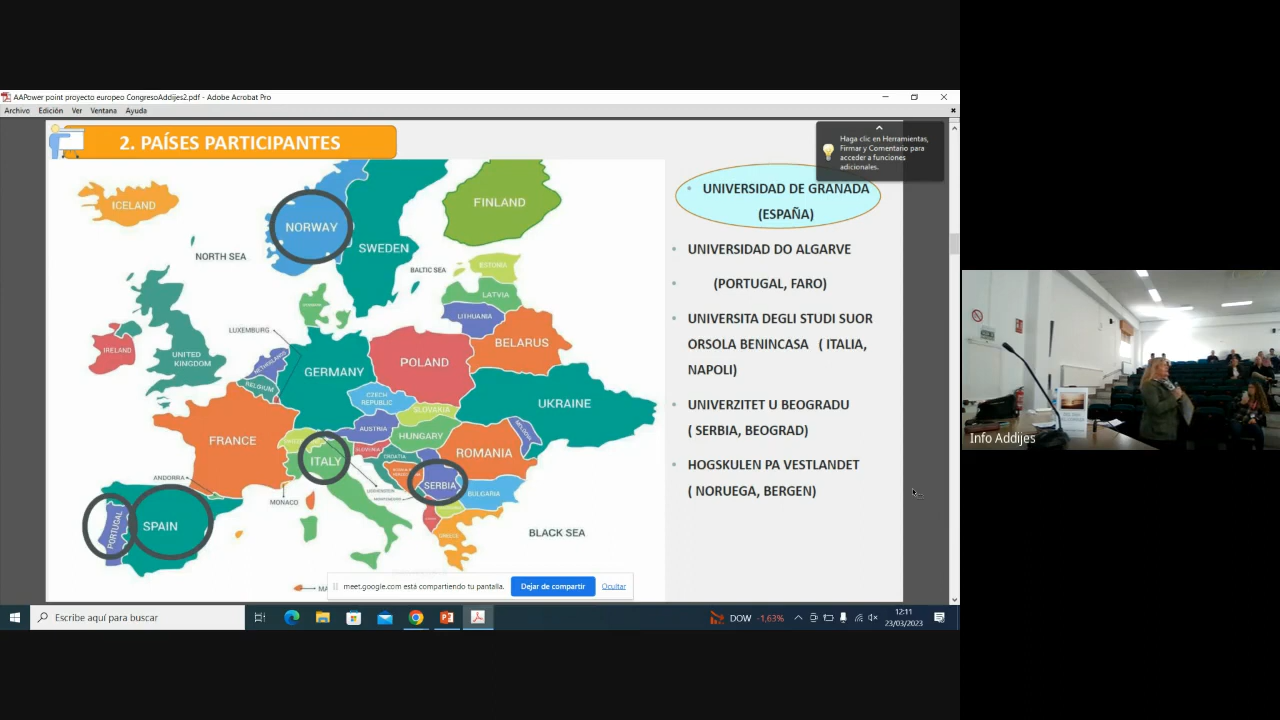 AAPower point proyecto europeo CongresoAddijes2.pdf - Adobe Acrobat Pro
Archivo Edición Ver Ventana Ayuda
2. PAÍSES PARTICIPANTES
Haga clic en Herramientas,
Firmar y Comentario para
acceder a funciones
adicionales.
ICELAND
NORWAY
SWEDEN
FINLAND
NORTH SEA
BALTIC SEA
ESTONIA
LATVIA
LITHUANIA
LUXEMBURG
IRELAND
UNITED
KINGDOM
NETHERLANDS
BELGIUM
GERMANY
POLAND
BELARUS
CZECH
REPUBLIC
SLOVAKIA
UKRAINE
AUSTRIA
HUNGARY
MOLDOVA
FRANCE
ITALY
CROATIA
ROMANIA
SERBIA
BULGARIA
ANDORRA
MONACO
PORTUGAL
SPAIN
GREECE
BLACK SEA
• UNIVERSIDAD DE GRANADA
(ESPAÑA)
• UNIVERSIDAD DO ALGARVE
• (PORTUGAL, FARO)
• UNIVERSITA DEGLI STUDI SUOR
ORSOLA BENINCASA ( ITALIA,
NAPOLI)
• UNIVERZITET U BEOGRADU
( SERBIA, BEOGRAD)
• HOGSKULEN PA VESTLANDET
( NORUEGA, BERGEN)
meet.google.com está compartiendo tu pantalla. Dejar de compartir Ocultar
Escribe aquí para buscar
DOW -1,63%
12:11
23/03/2023
Info Addijes